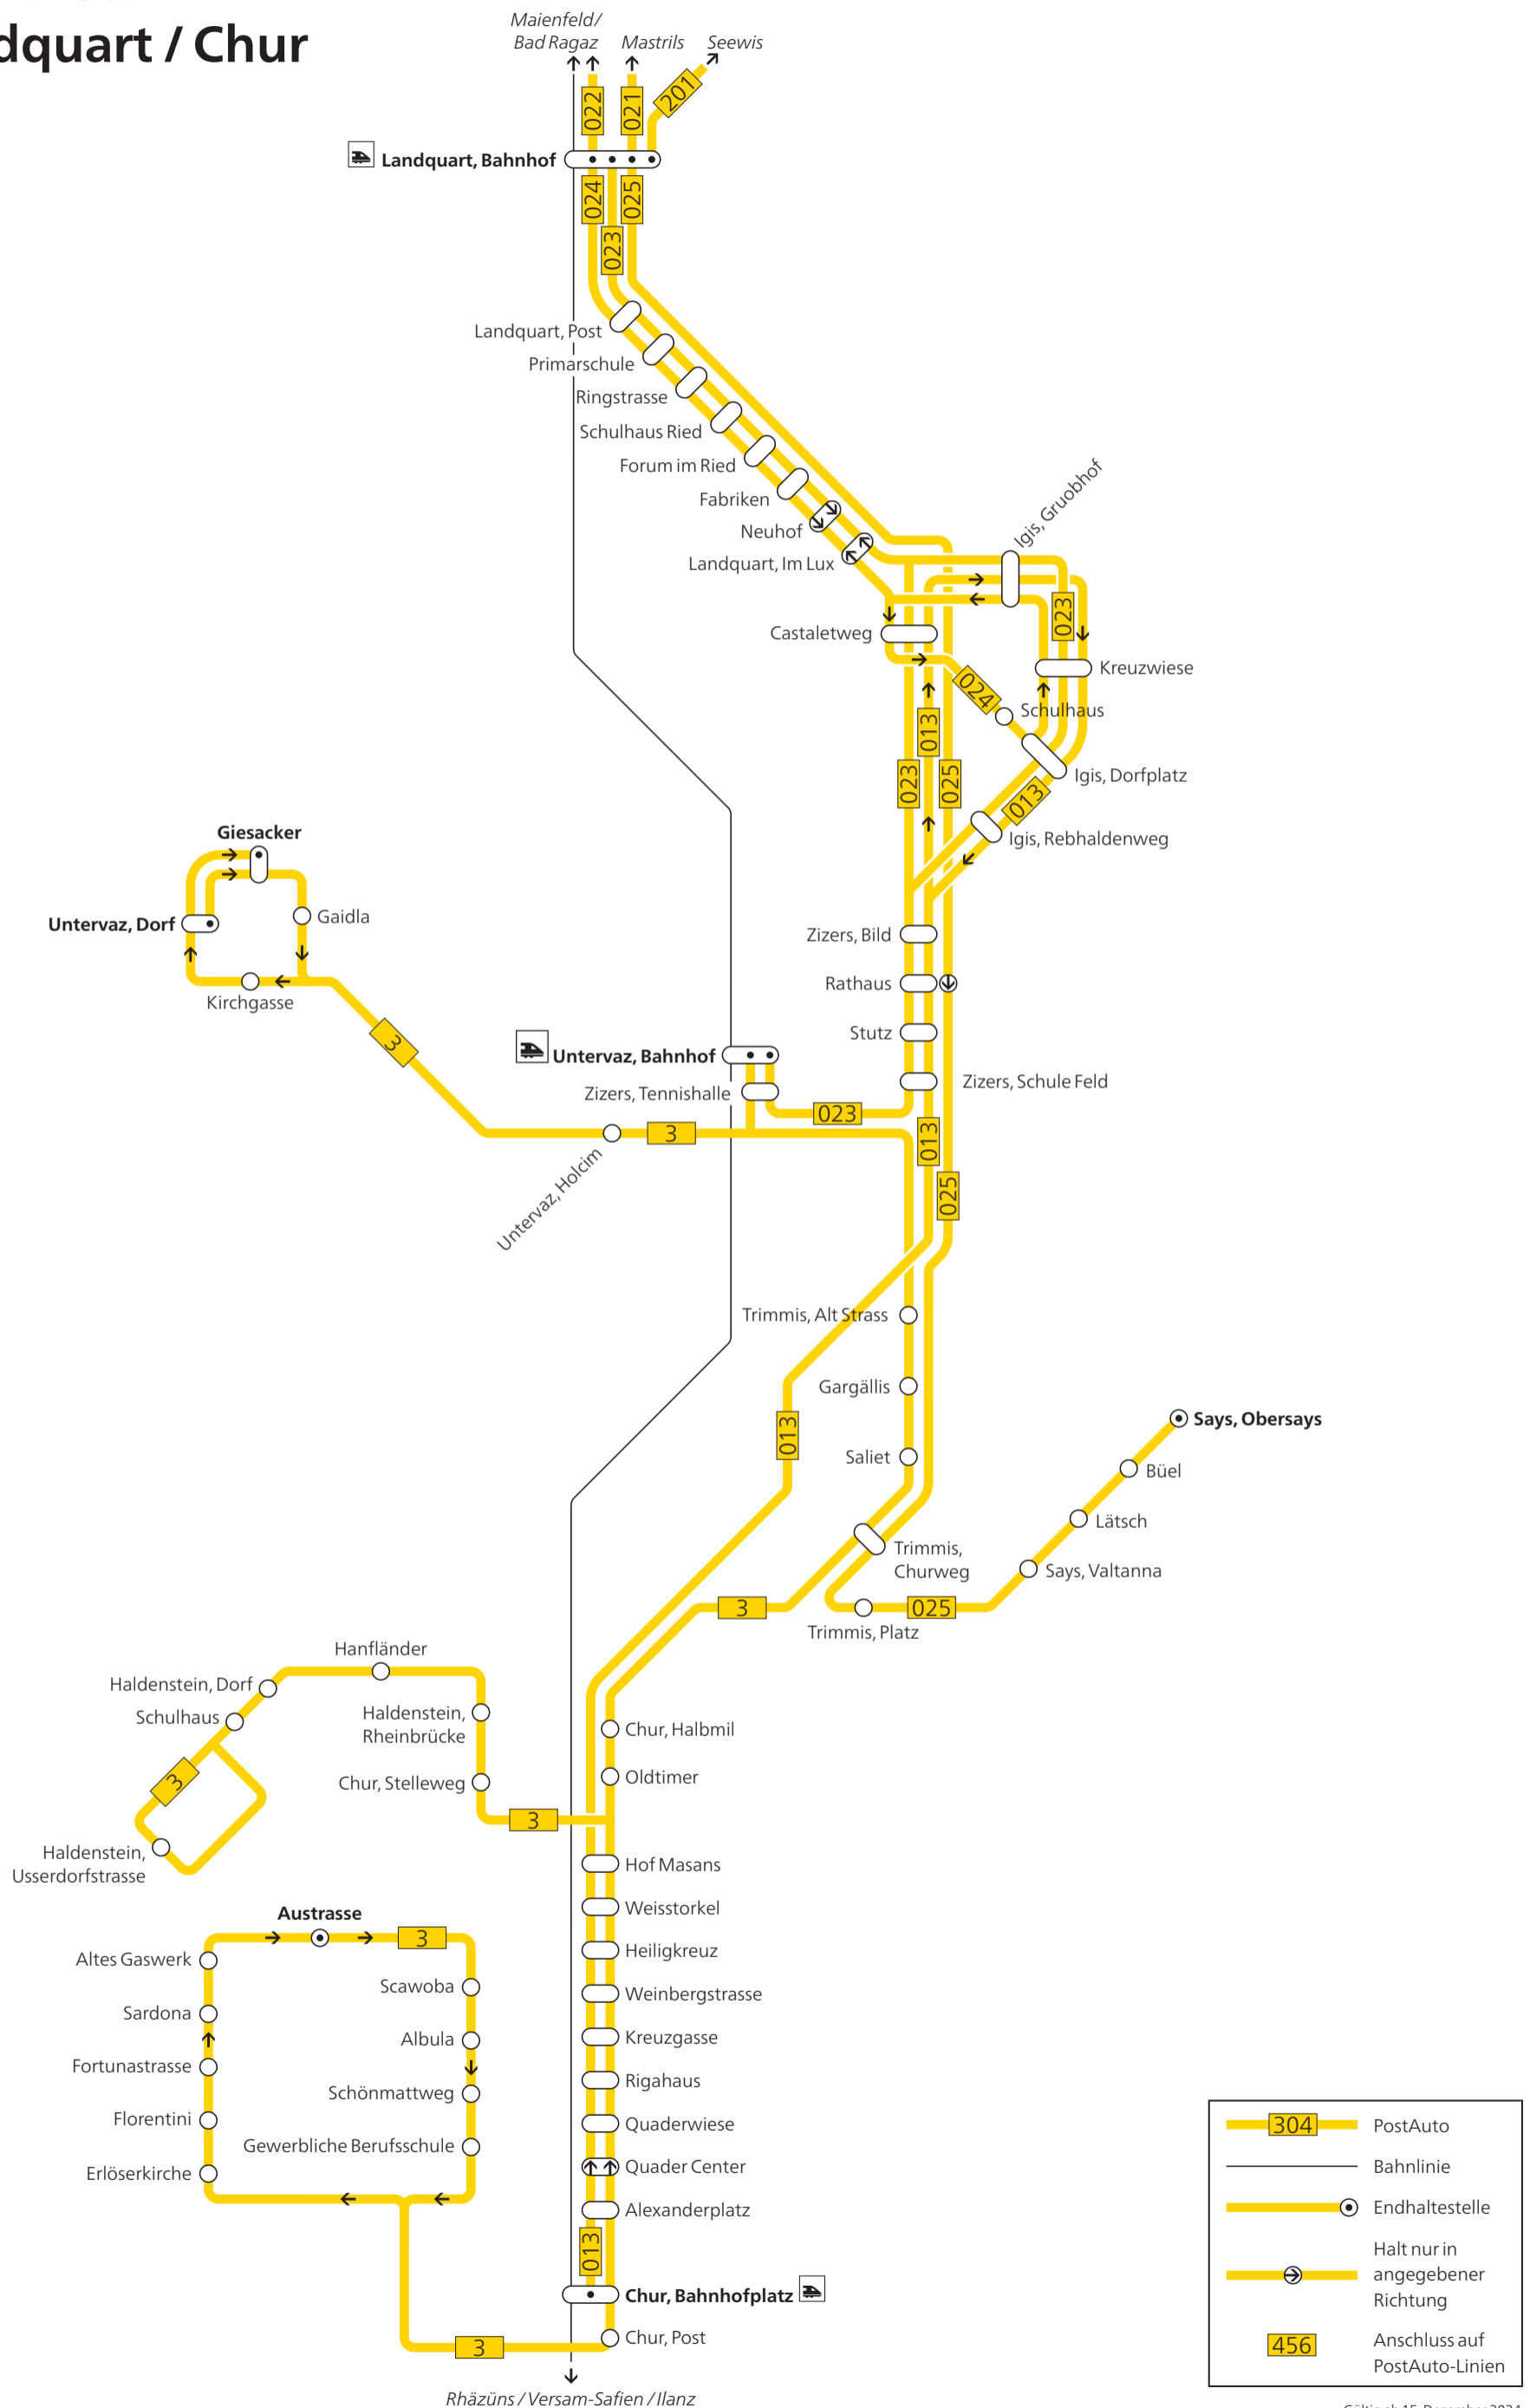 dquart / Chur
Maienfeld/
Bad Ragaz
Mastrils
Seewis
022
021
201
Landquart, Bahnhof
024
025
023
Landquart, Post
Primarschule
Ringstrasse
Schulhaus Ried
Forum im Ried
Fabriken
Neuhof
Landquart, Im Lux
Igis, Gruobhof
023
Castaletweg
Kreuzwiese
024
Schulhaus
013
Igis, Dorfplatz
023
025
013
Igis, Rebhaldenweg
Giesacker
Untervaz, Dorf
Gaidla
Kirchgasse
Zizers, Bild
Rathaus
Stutz
3
Untervaz, Bahnhof
Zizers, Schule Feld
Zizers, Tennishalle
023
3
013
Untervaz, Holcim
025
Trimmis, Alt Strass
Gargällis
013
Saliet
Says, Obersays
Büel
Lätsch
Says, Valtanna
Trimmis,
Churweg
3
025
Trimmis, Platz
Hanfländer
Haldenstein, Dorf
Schulhaus
Haldenstein,
Rheinbrücke
Chur, Halbmil
3
Chur, Stelleweg
Oldtimer
3
Haldenstein,
Usserdorfstrasse
Hof Masans
Weisstorkel
Heiligkreuz
Weinbergstrasse
Kreuzgasse
Rigahaus
Quaderwiese
Quader Center
Alexanderplatz
Austrasse
3
Altes Gaswerk
Scawoba
Sardona
Albula
Fortunastrasse
Schönmattweg
Florentini
Gewerbliche Berufsschule
Erlöserkirche
013
Chur, Bahnhofplatz
3
Chur, Post
Rhäzüns / Versam-Safien / Ilanz
304
PostAuto
Bahnlinie
Endhaltestelle
Halt nur in
angegebener
Richtung
456
Anschluss auf
PostAuto-Linien